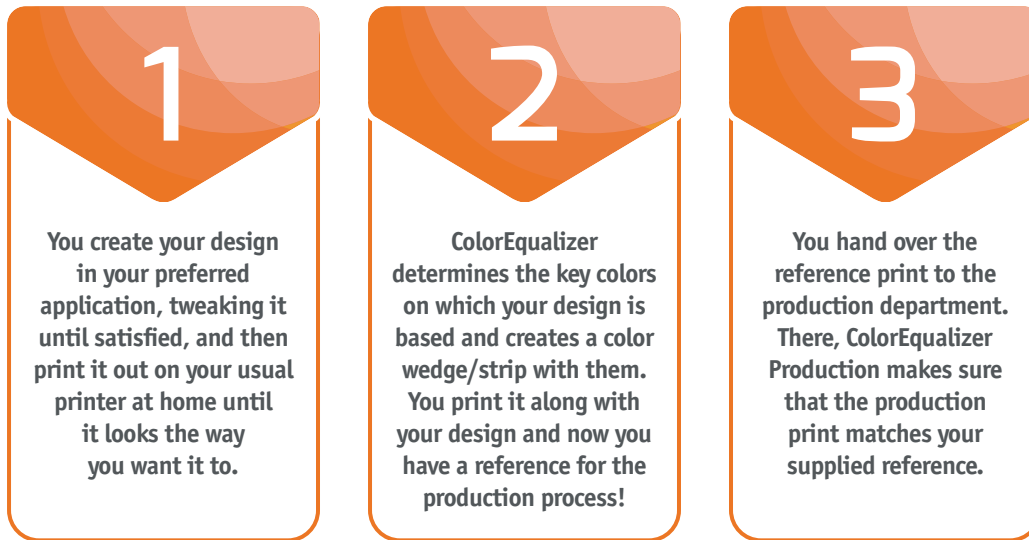 1
You create your design
in your preferred
application, tweaking it
until satisfied, and then
print it out on your usual
printer at home until
it looks the way
you want it to.
2
ColorEqualizer
determines the key colors
on which your design is
based and creates a color
wedge/strip with them.
You print it along with
your design and now you
have a reference for the
production process!
3
You hand over the
reference print to the
production department.
There, ColorEqualizer
Production makes sure
that the production
print matches your
supplied reference.